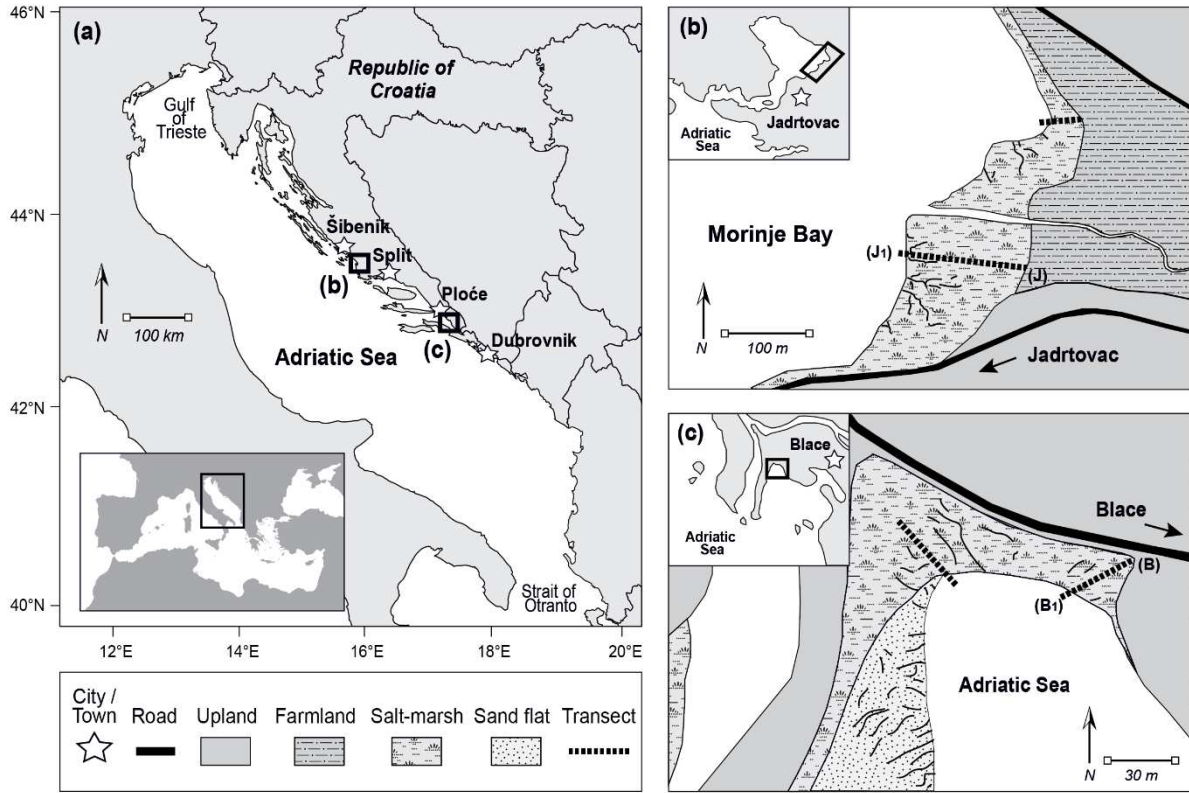 (a)
46°N
44°N
42°N
40°N
12°E
14°E
16°E
18°E
20°E
Republic of
Croatia
Gulf
of
Trieste
Šibenik
Split
(b)
Ploće
(c)
Dubrovnik
Adriatic Sea
N
100 km
Strait of
Otranto
City /
Town
Road
Upland
Farmland
Salt-marsh
Sand flat
Transect
(b)
Jadrtovac
Adriatic
Sea
Morinje Bay
(J1)
(J)
N
100 m
Jadrtovac
(c)
Blace
Adriatic
Sea
Blace
(B)
(B1)
Adriatic Sea
N
30 m